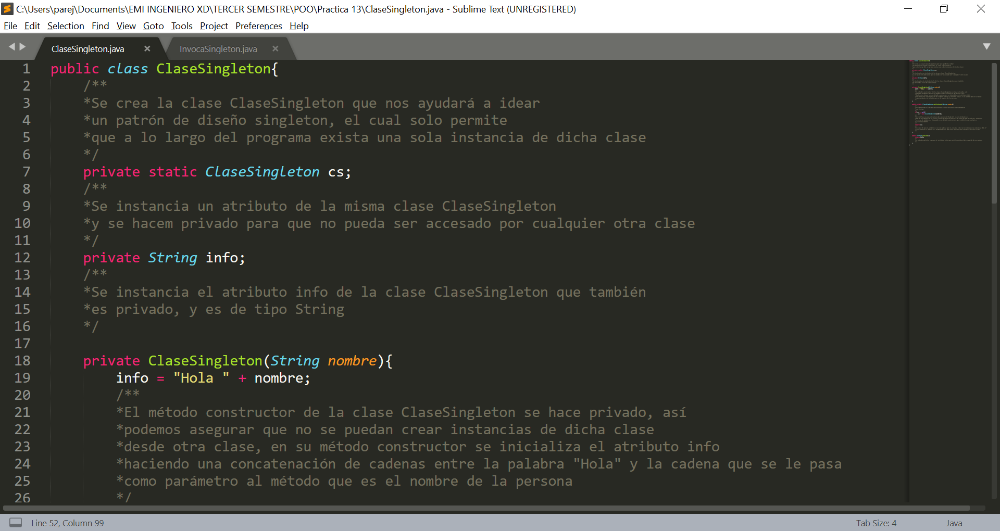 C:\Users\parej\Documents\EMI INGENIERO XD\TERCER SEMESTRE\POO\Practica 13\ClaseSingleton.java - Sublime Text (UNREGISTERED)
File Edit Selection Find View Goto Tools Project Preferences Help
ClaseSingleton.java InvocaSingleton.java
1 public class ClaseSingleton{
2 /**
3 *Se crea la clase ClaseSingleton que nos ayudará a idear
4 *un patrón de diseño singleton, el cual solo permite
5 *que a lo largo del programa exista una sola instancia de dicha clase
6 */
7 private static ClaseSingleton cs;
8 /**
9 *Se instancia un atributo de la misma clase ClaseSingleton
10 *y se hacem privado para que no pueda ser accesado por cualquier otra clase
11 */
12 private String info;
13 /**
14 *Se instancia el atributo info de la clase ClaseSingleton que también
15 *es privado, y es de tipo String
16 */
17
18 private ClaseSingleton(String nombre){
19 info = "Hola " + nombre;
20 /**
21 *El método constructor de la clase ClaseSingleton se hace privado, así
22 *podemos asegurar que no se puedan crear instancias de dicha clase
23 *desde otra clase, en su método constructor se inicializa el atributo info
24 *haciendo una concatenación de cadenas entre la palabra "Hola" y la cadena que se le pasa
25 *como parámetro al método que es el nombre de la persona
26 */
Line 52, Column 99 Tab Size: 4 Java